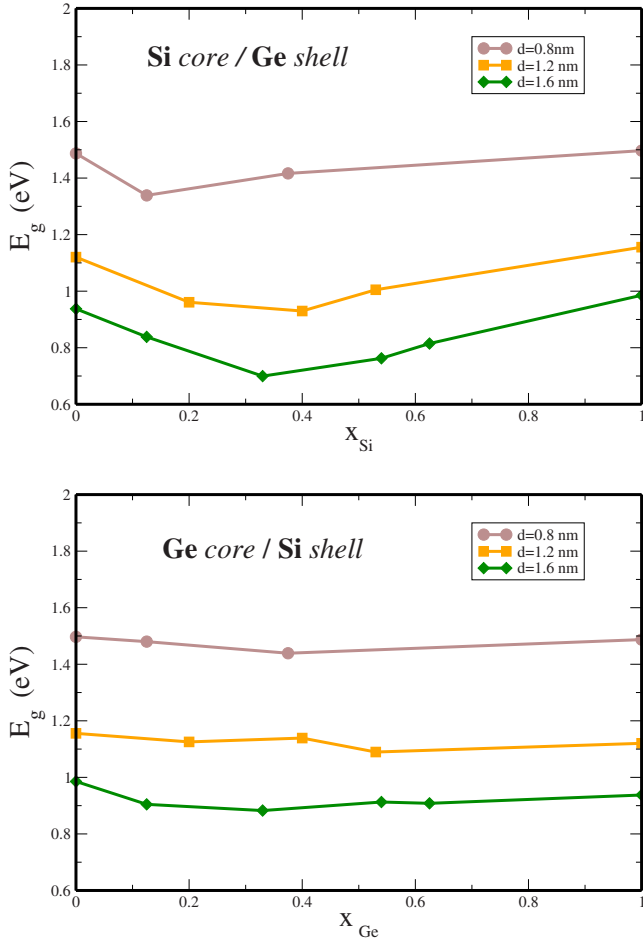 2
1.8
1.6
1.4
1.2
1
0.8
0.6
E_g (eV)
Si core / Ge shell
d=0.8nm
d=1.2 nm
d=1.6 nm
0 0.2 0.4 0.6 0.8 1
x_Si
2
1.8
1.6
1.4
1.2
1
0.8
0.6
E_g (eV)
Ge core / Si shell
d=0.8 nm
d=1.2 nm
d=1.6 nm
0 0.2 0.4 0.6 0.8 1
x_Ge